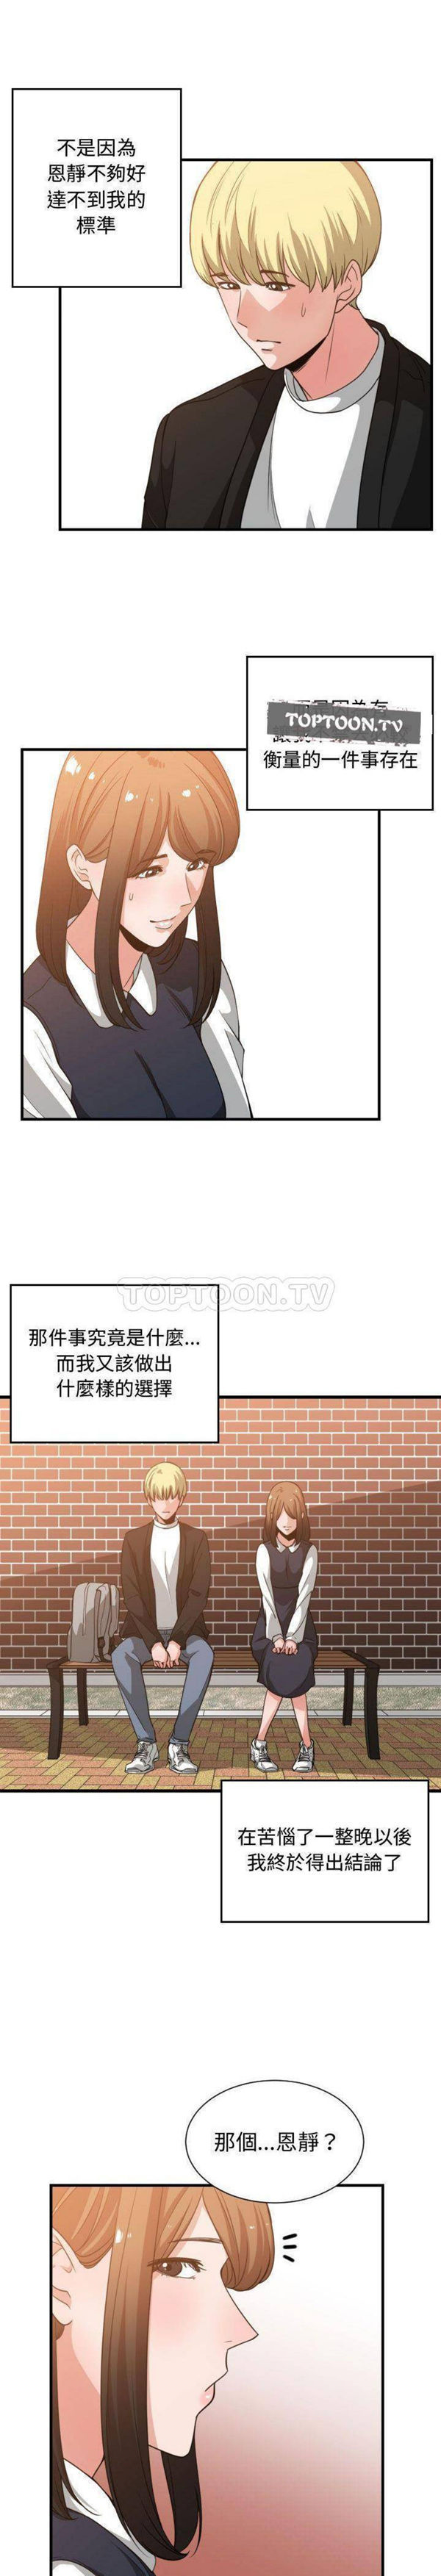 不是因為
恩靜不夠好
達不到我的
標準
TOPTOON.TV
衡量的一件事存在
TOPTOON.TV
那件事究竟是什麼...
而我又該做出
什麼樣的選擇
在苦惱了一整晚以後
我終於得出結論了
那個...恩靜？